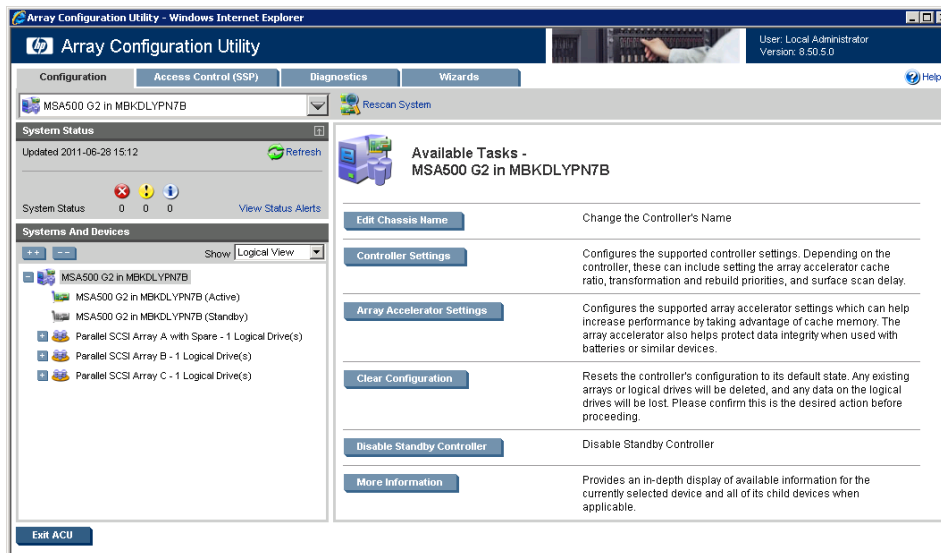 Array Configuration Utility - Windows Internet Explorer
hp Array Configuration Utility
User: Local Administrator
Version: 8.50.5.0
Configuration
Access Control (SSP)
Diagnostics
Wizards
Help
MSA500 G2 in MBKDLYPN7B
Rescan System
System Status
Updated 2011-06-28 15:12
Refresh
System Status 0 0 0 View Status Alerts
Systems And Devices
++ -- Show Logical View
MSA500 G2 in MBKDLYPN7B
MSA500 G2 in MBKDLYPN7B (Active)
MSA500 G2 in MBKDLYPN7B (Standby)
Parallel SCSI Array A with Spare - 1 Logical Drive(s)
Parallel SCSI Array B - 1 Logical Drive(s)
Parallel SCSI Array C - 1 Logical Drive(s)
Available Tasks -
MSA500 G2 in MBKDLYPN7B
Edit Chassis Name
Change the Controller's Name
Controller Settings
Configures the supported controller settings. Depending on the
controller, these can include setting the array accelerator cache
ratio, transformation and rebuild priorities, and surface scan delay.
Array Accelerator Settings
Configures the supported array accelerator settings which can help
increase performance by taking advantage of cache memory. The
array accelerator also helps protect data integrity when used with
batteries or similar devices.
Clear Configuration
Resets the controller's configuration to its default state. Any existing
arrays or logical drives will be deleted, and any data on the logical
drives will be lost. Please confirm this is the desired action before
proceeding.
Disable Standby Controller
Disable Standby Controller
More Information
Provides an in-depth display of available information for the
currently selected device and all of its child devices when
applicable.
Exit ACU